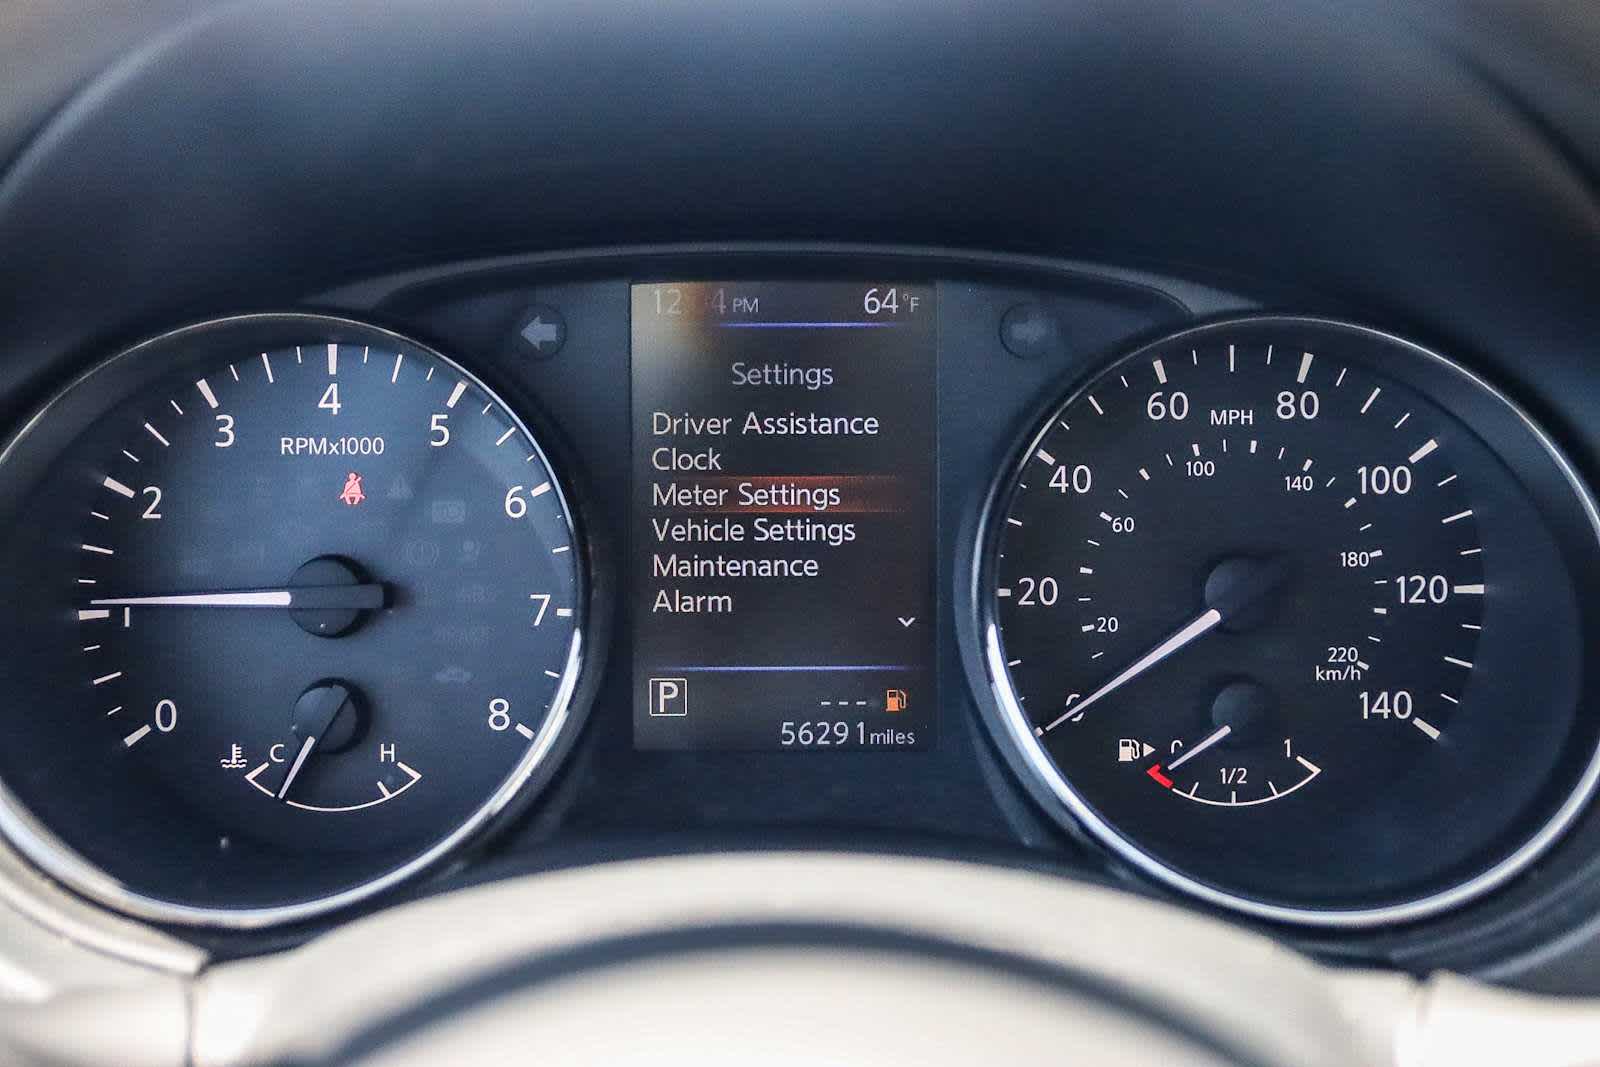 PM 64°F
Settings
Driver Assistance
Clock
Meter Settings
Vehicle Settings
Maintenance
Alarm
P
---
56291 miles
0 1 2 3 4 5 6 7 8
RPMx1000
C H
0 20 40 60 80 100 120 140
MPH
20 60 100 140 180 220
km/h
0 1/2 1